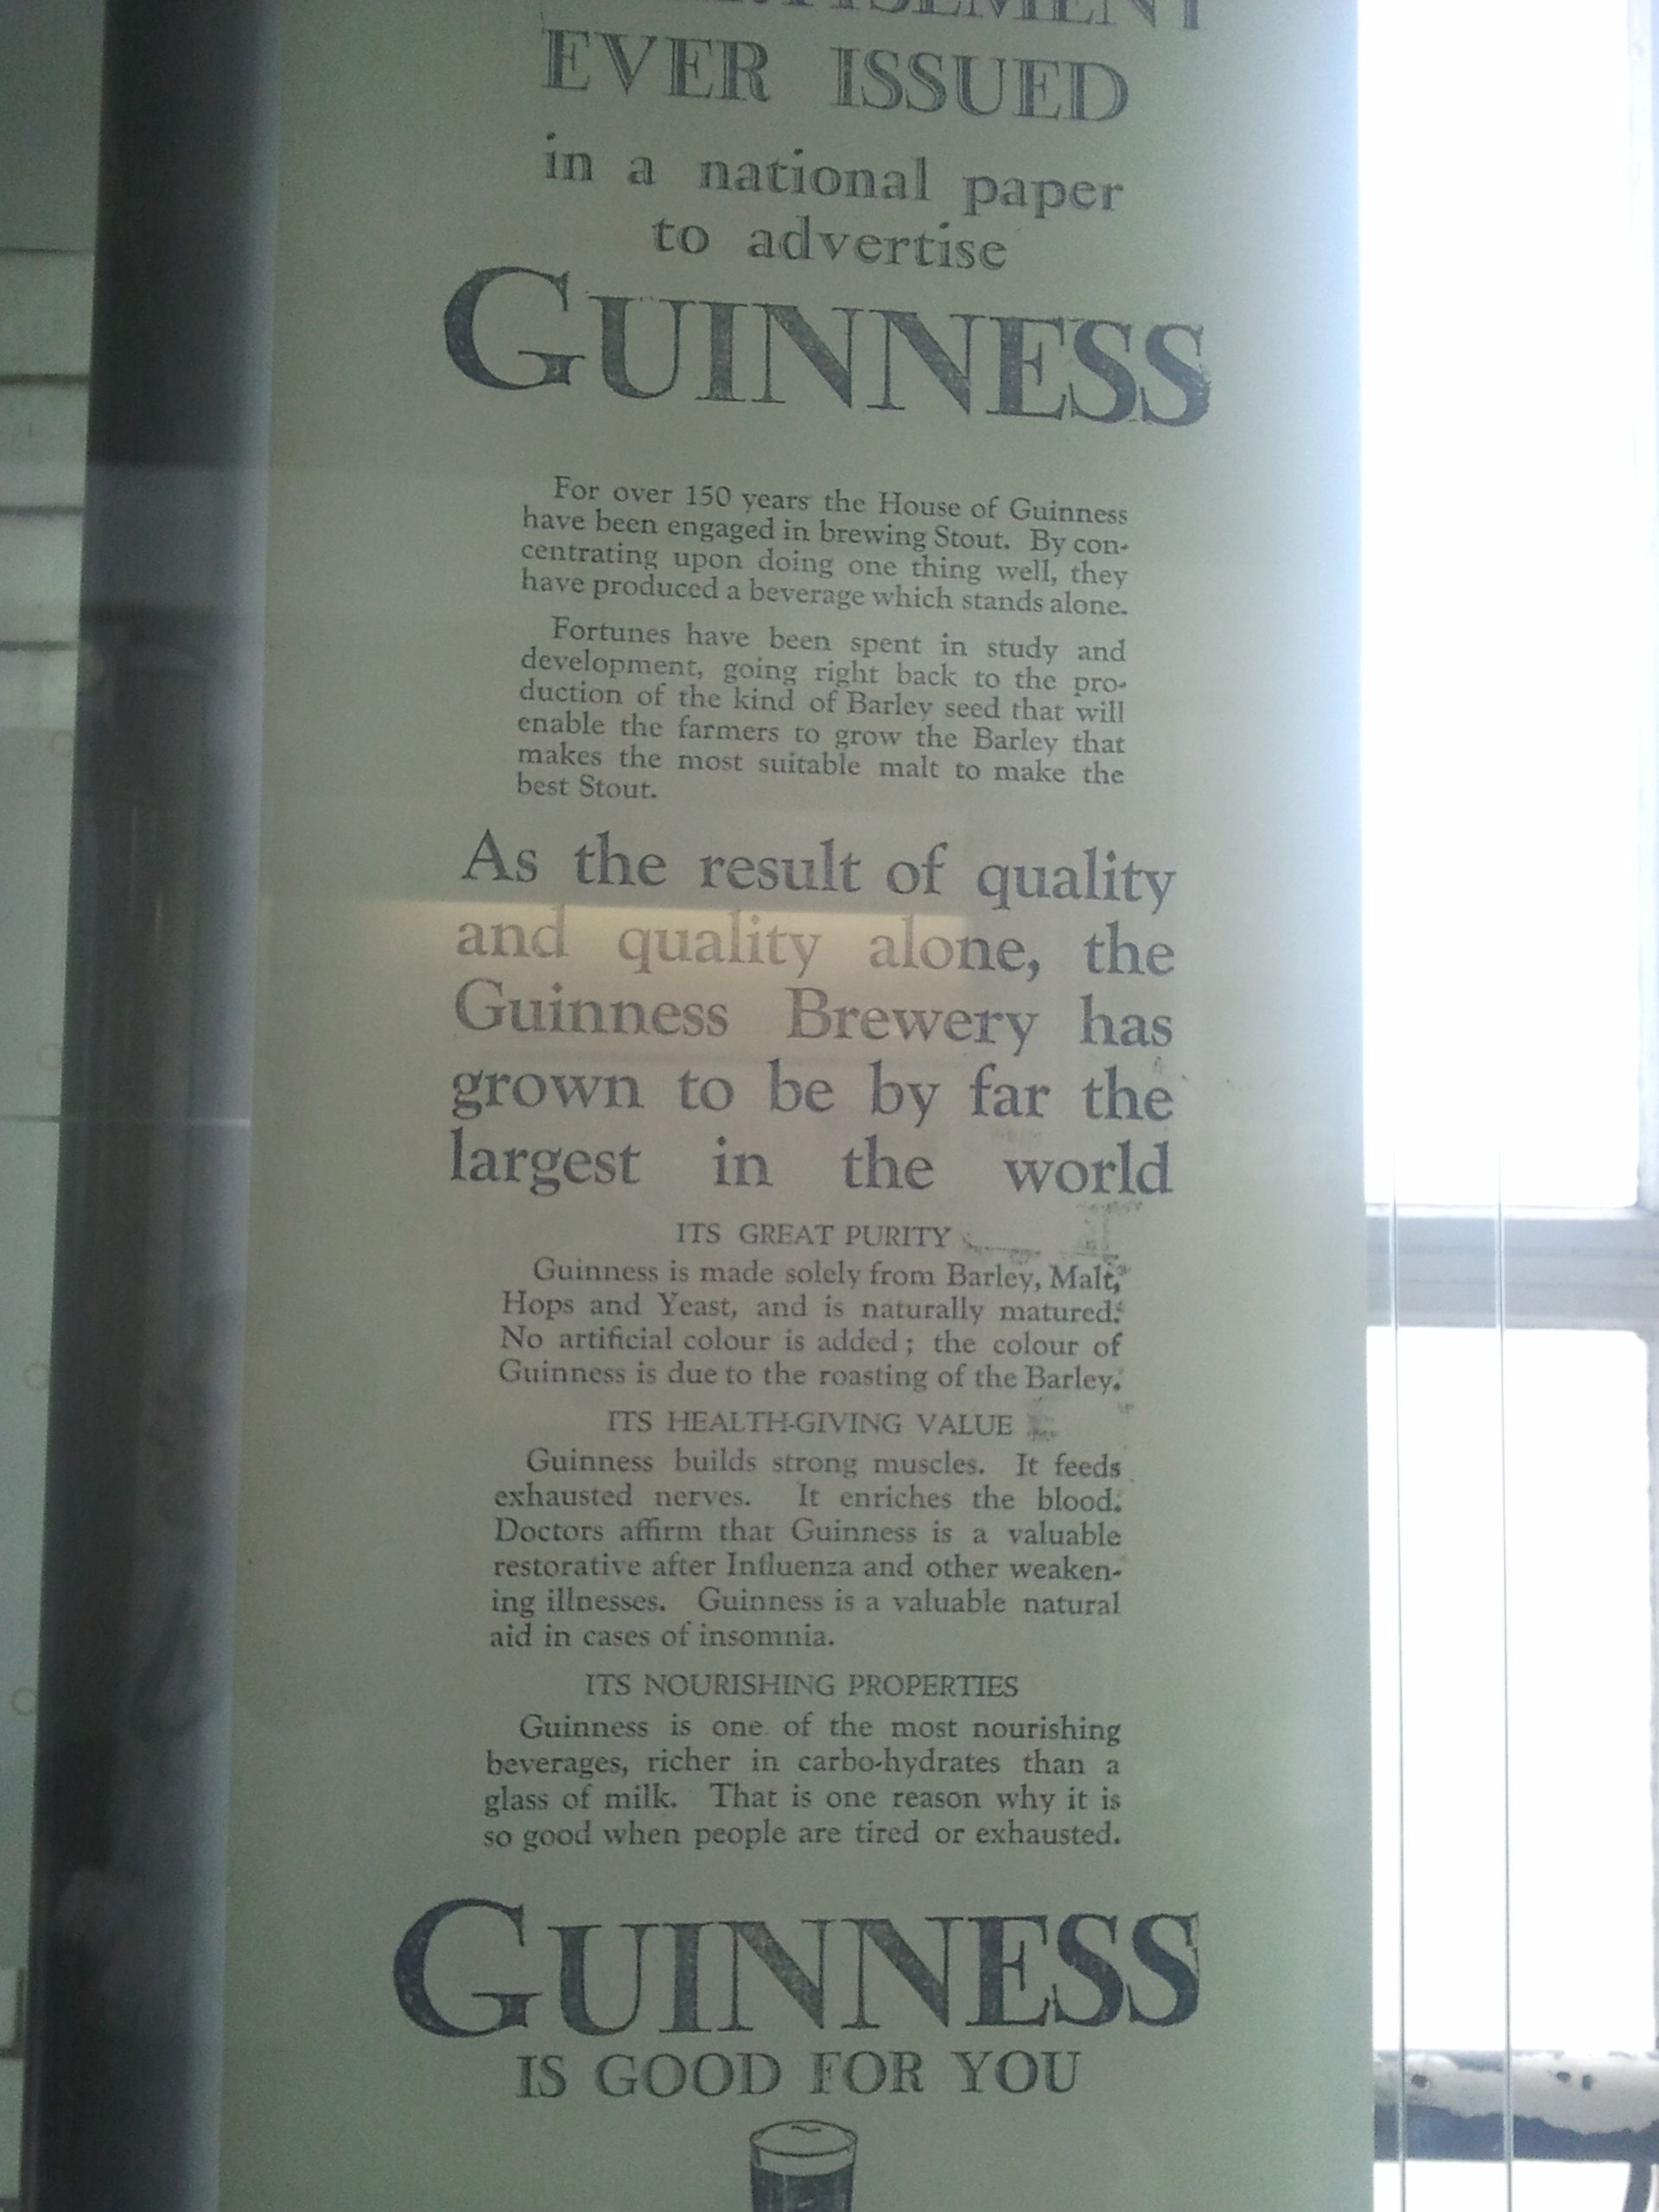 EVER ISSUED
in a national paper
to advertise
GUINNESS
For over 150 years the House of Guinness
have been engaged in brewing Stout. By con-
centrating upon doing one thing well, they
have produced a beverage which stands alone.
Fortunes have been spent in study and
development, going right back to the pro-
duction of the kind of Barley seed that will
enable the farmers to grow the Barley that
makes the most suitable malt to make the
best Stout.
As the result of quality
and quality alone, the
Guinness Brewery has
grown to be by far the
largest in the world
ITS GREAT PURITY
Guinness is made solely from Barley, Malt,
Hops and Yeast, and is naturally matured.
No artificial colour is added; the colour of
Guinness is due to the roasting of the Barley.
ITS HEALTH-GIVING VALUE
Guinness builds strong muscles. It feeds
exhausted nerves. It enriches the blood.
Doctors affirm that Guinness is a valuable
restorative after Influenza and other weaken-
ing illnesses. Guinness is a valuable natural
aid in cases of insomnia.
ITS NOURISHING PROPERTIES
Guinness is one of the most nourishing
beverages, richer in carbo-hydrates than a
glass of milk. That is one reason why it is
so good when people are tired or exhausted.
GUINNESS
IS GOOD FOR YOU